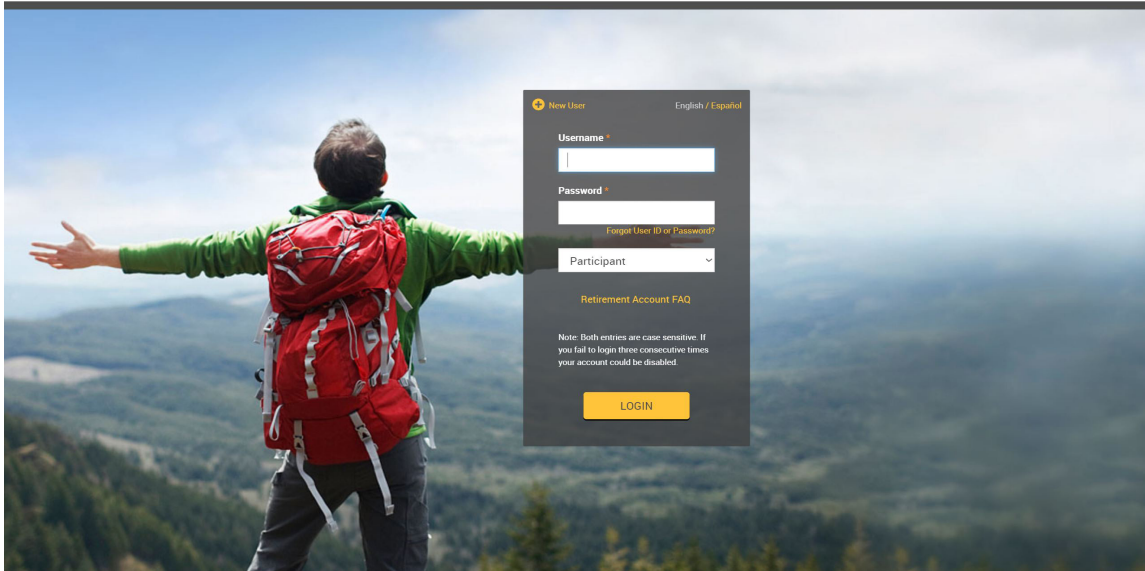 New User
English / Español
Username *
Password *
Forgot User ID or Password?
Participant
Retirement Account FAQ
Note: Both entries are case sensitive. If
you fail to login three consecutive times
your account could be disabled.
LOGIN